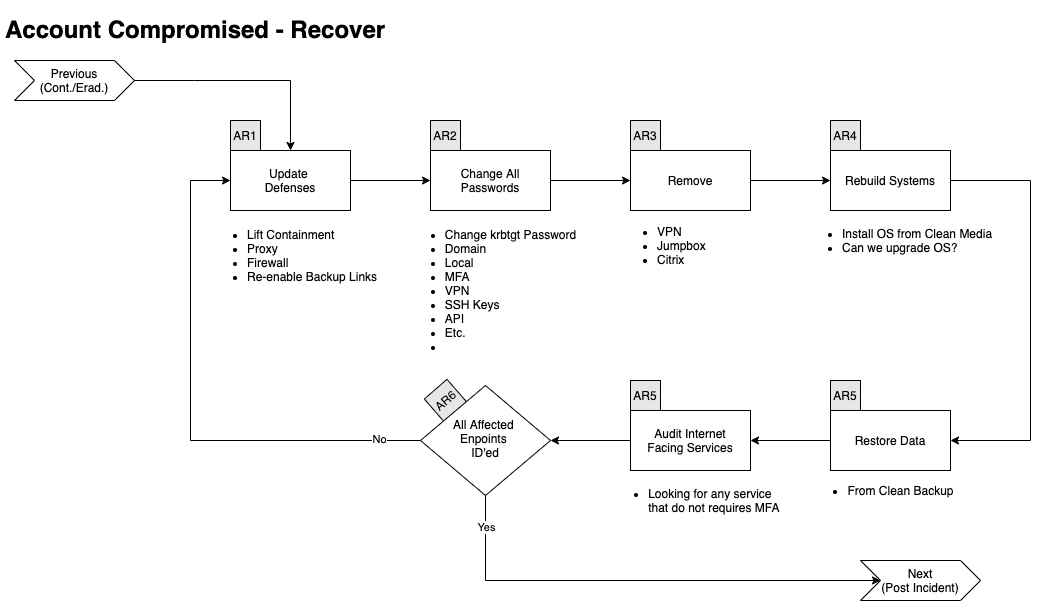 Account Compromised - Recover
Previous
(Cont./Erad.)
AR1
Update
Defenses
• Lift Containment
• Proxy
• Firewall
• Re-enable Backup Links
AR2
Change All
Passwords
• Change krbtgt Password
• Domain
• Local
• MFA
• VPN
• SSH Keys
• API
• Etc.
•
AR3
Remove
• VPN
• Jumpbox
• Citrix
AR4
Rebuild Systems
• Install OS from Clean Media
• Can we upgrade OS?
AR5
Restore Data
• From Clean Backup
AR5
Audit Internet
Facing Services
• Looking for any service
that do not requires MFA
AR6
All Affected
Enpoints
ID'ed
No
Yes
Next
(Post Incident)